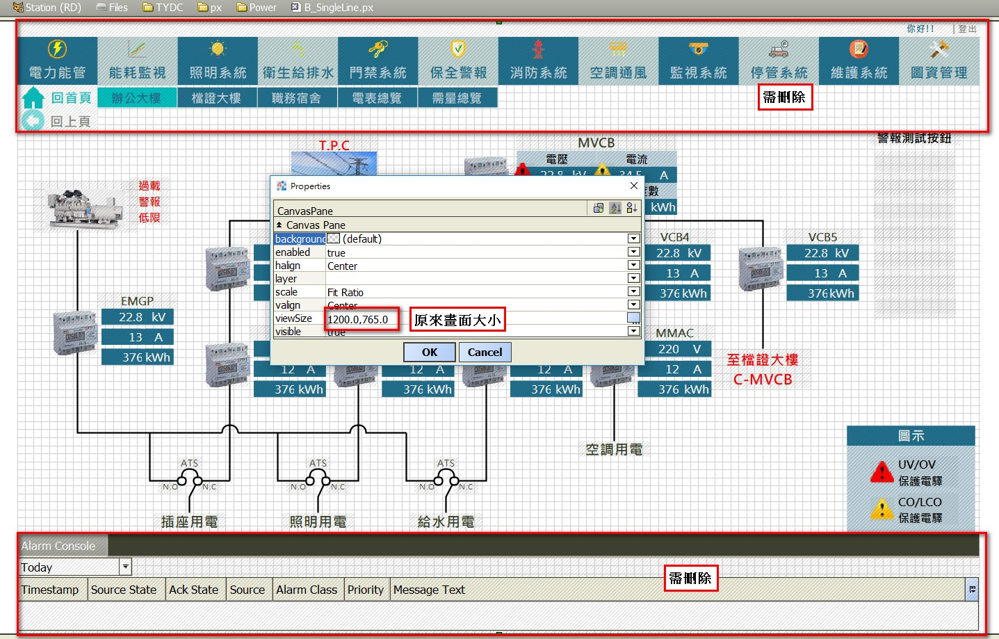 Station (RD) Files TYDC px Power B_SingleLine.px
你好!! | 登出
電力能管 能耗監視 照明系統 衛生給排水 門禁系統 保全警報 消防系統 空調通風 監視系統 停管系統 維護系統 圖資管理
回首頁 辦公大樓 檔證大樓 職務宿舍 電表總覽 需量總覽
需刪除
回上頁
警報測試按鈕
T.P.C
MVCB
電壓 電流
22.8 kV 34.5 A
度數
kWh
過載
警報
低限
Properties
CanvasPane
Canvas Pane
background (default)
enabled true
halign Center
layer
scale Fit Ratio
valign Center
viewSize 1200.0,765.0
visible true
OK Cancel
原來畫面大小
VCB4
22.8 kV
13 A
376 kWh
VCB5
22.8 kV
13 A
376 kWh
EMGP
22.8 kV
13 A
376 kWh
MMAC
220 V
12 A
376 kWh
12 A
376 kWh
12 A
376 kWh
12 A
376 kWh
至檔證大樓
C-MVCB
空調用電
ATS
N.O N.C
插座用電
ATS
N.O N.C
照明用電
ATS
N.O N.C
給水用電
圖示
UV/OV
保護電驛
CO/LCO
保護電驛
Alarm Console
Today
需刪除
Timestamp Source State Ack State Source Alarm Class Priority Message Text